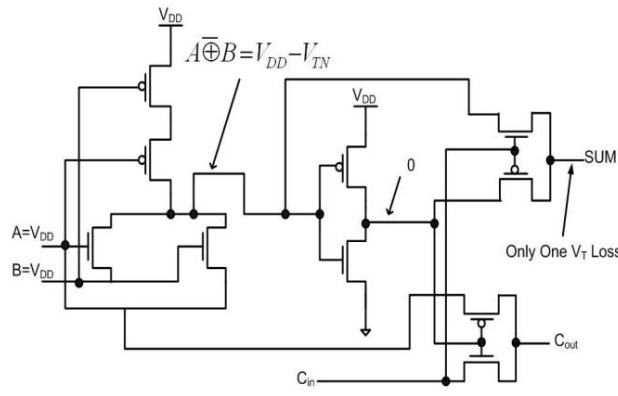 V_DD
A ⊕̅ B = V_DD − V_TN
V_DD
0
SUM
A=V_DD
B=V_DD
Only One V_T Loss
C_out
C_in